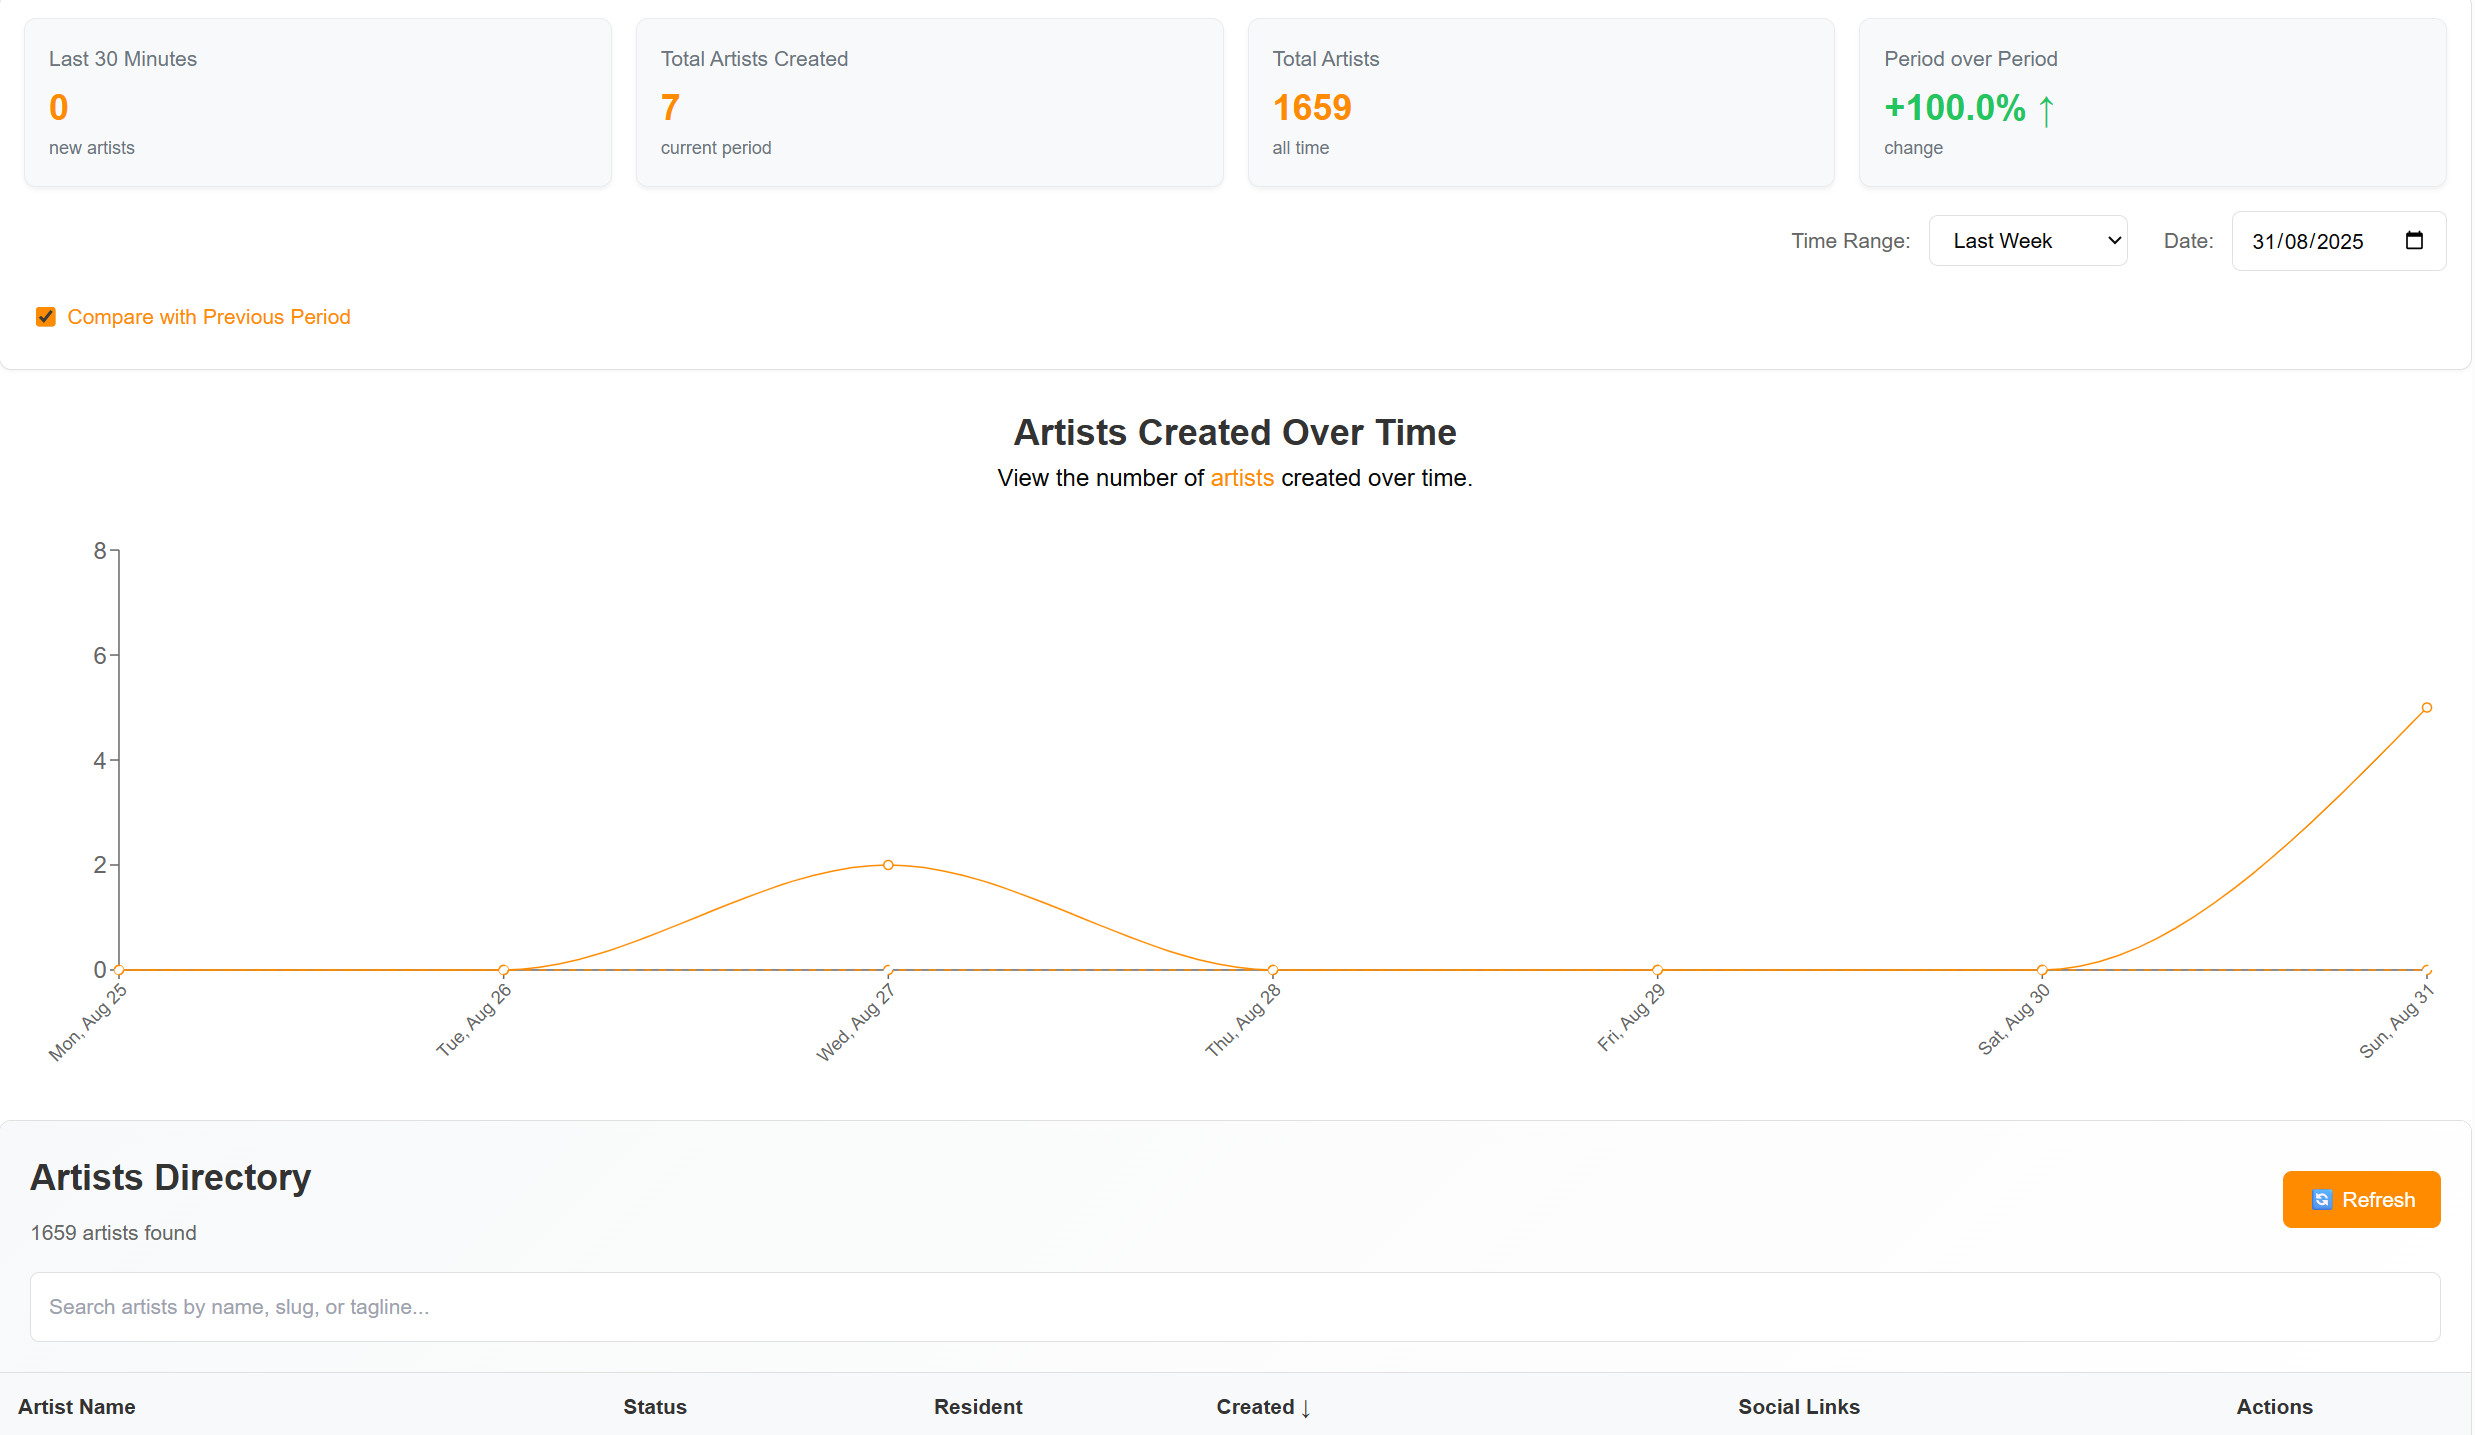 Last 30 Minutes
0
new artists
Total Artists Created
7
current period
Total Artists
1659
all time
Period over Period
+100.0% ↑
change
Time Range:
Last Week
Date:
31/08/2025
Compare with Previous Period
Artists Created Over Time
View the number of artists created over time.
8
6
4
2
0
Mon, Aug 25
Tue, Aug 26
Wed, Aug 27
Thu, Aug 28
Fri, Aug 29
Sat, Aug 30
Sun, Aug 31
Artists Directory
1659 artists found
Refresh
Search artists by name, slug, or tagline...
Artist Name Status Resident Created ↓ Social Links Actions